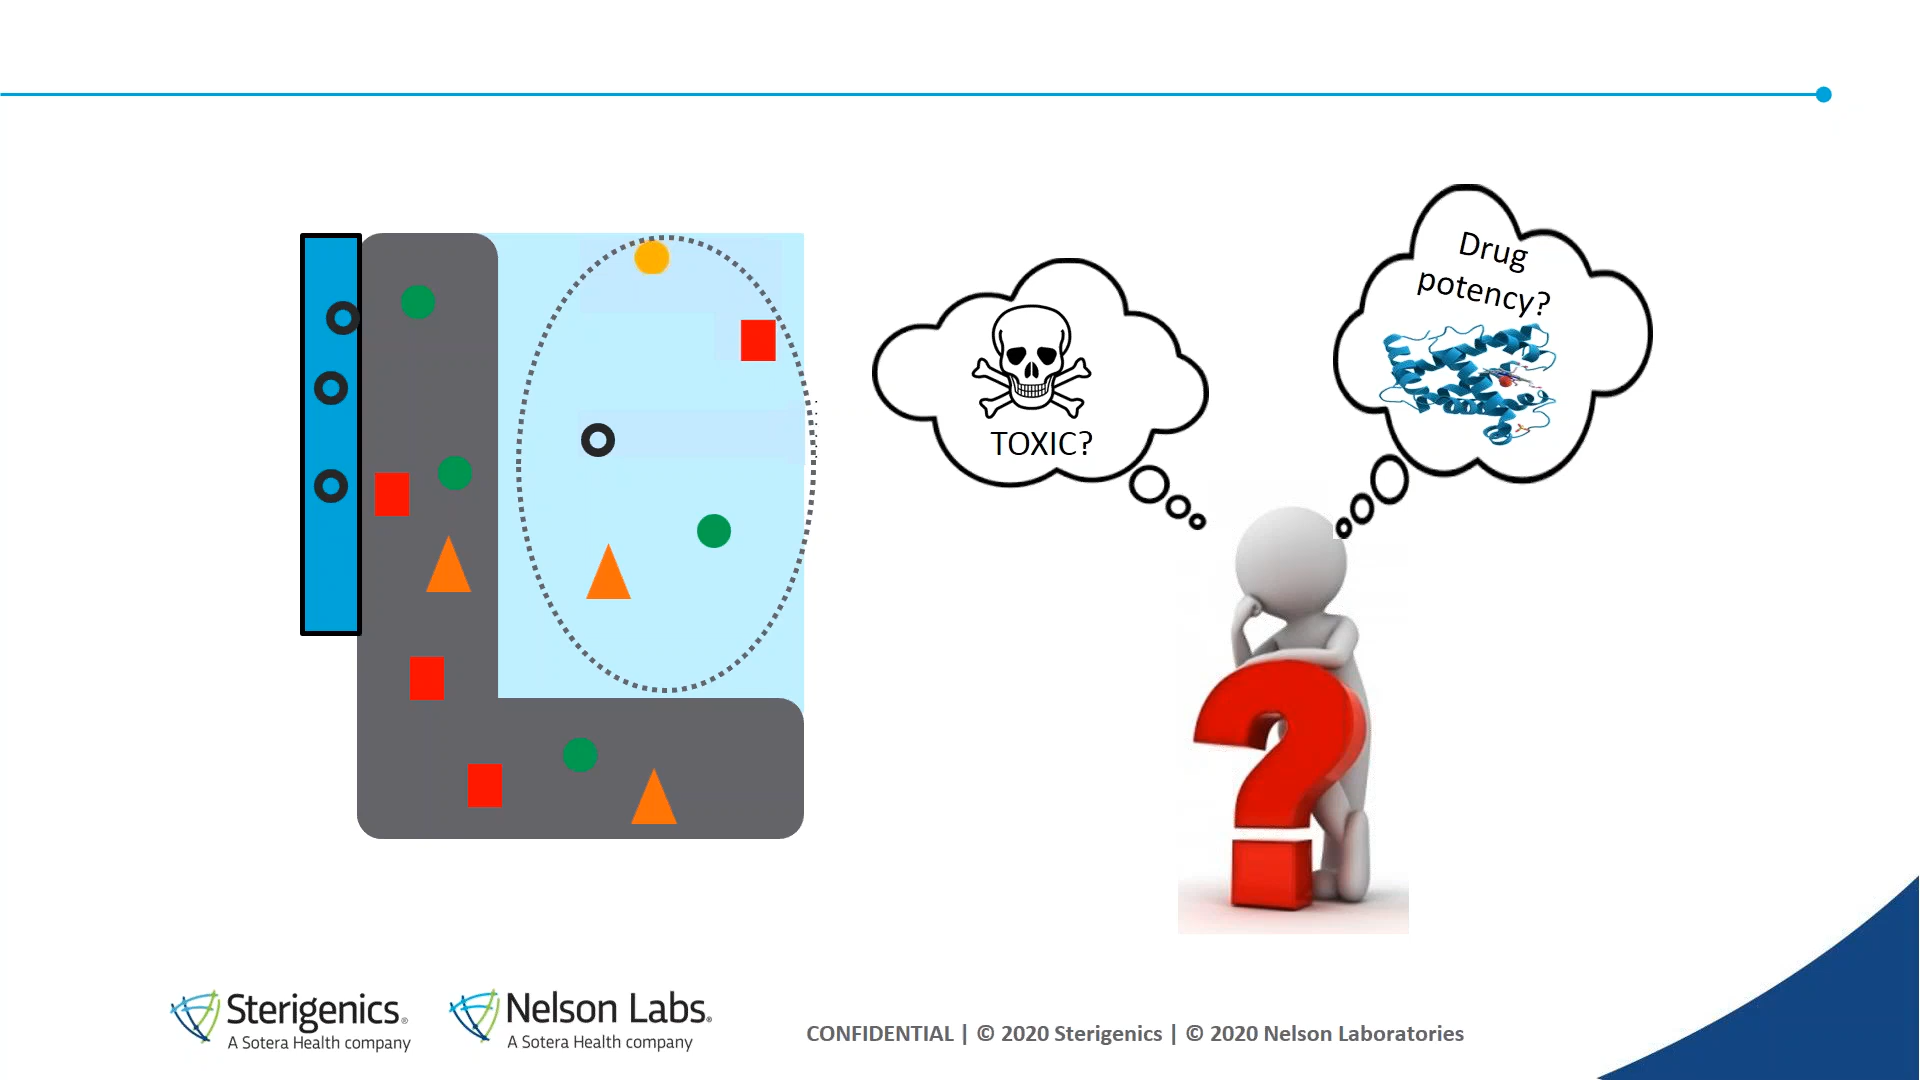 Drug
potency?
TOXIC?
Sterigenics®
A Sotera Health company
Nelson Labs®
A Sotera Health company
CONFIDENTIAL | © 2020 Sterigenics | © 2020 Nelson Laboratories